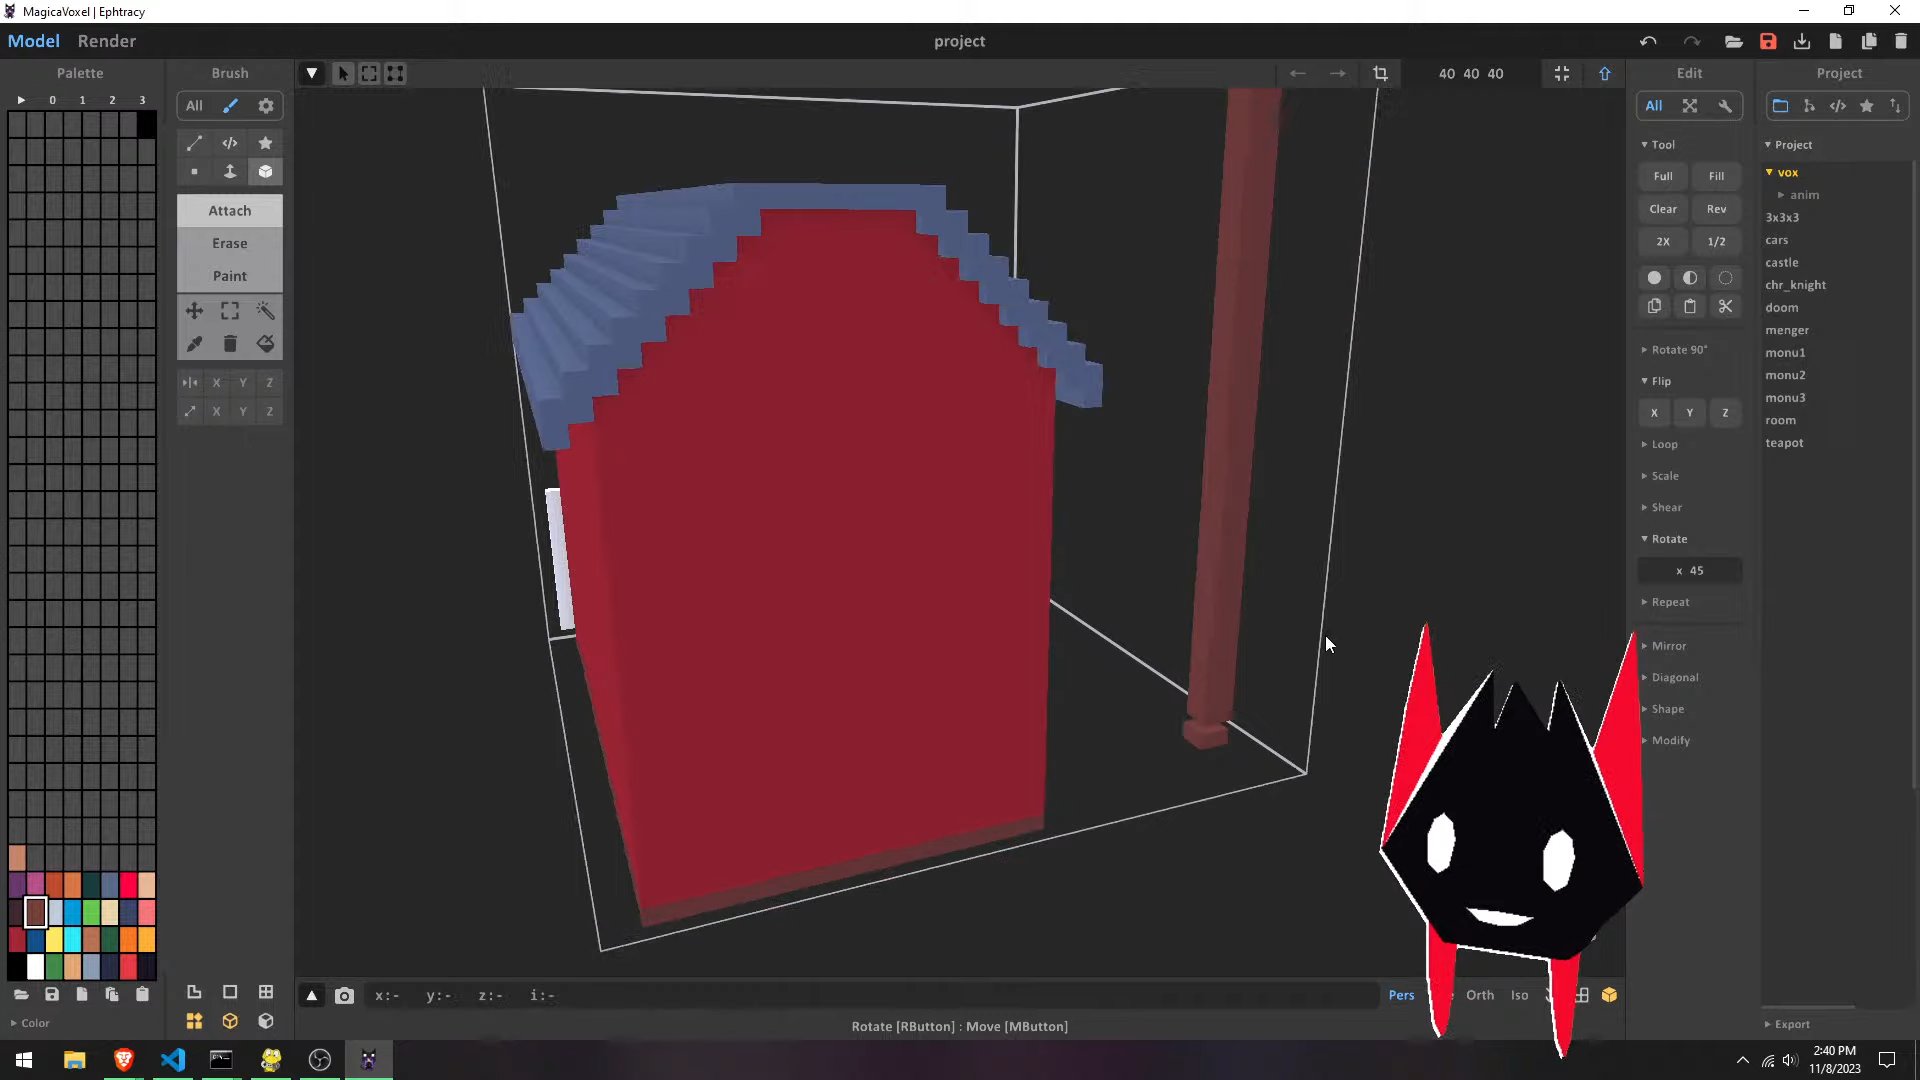 MagicaVoxel | Ephtracy
Model Render
project
Palette
0 1 2 3
Brush
All
Attach
Erase
Paint
X Y Z
X Y Z
40 40 40
Edit
All
Tool
Full Fill
Clear Rev
2X 1/2
Rotate 90°
Flip
X Y Z
Loop
Scale
Shear
Rotate
x 45
Repeat
Mirror
Diagonal
Shape
Modify
Project
Project
vox
anim
3x3x3
cars
castle
chr_knight
doom
menger
monu1
monu2
monu3
room
teapot
Export
Color
x:- y:- z:- i:-
Pers
Orth Iso
Rotate [RButton] : Move [MButton]
2:40 PM
11/8/2023